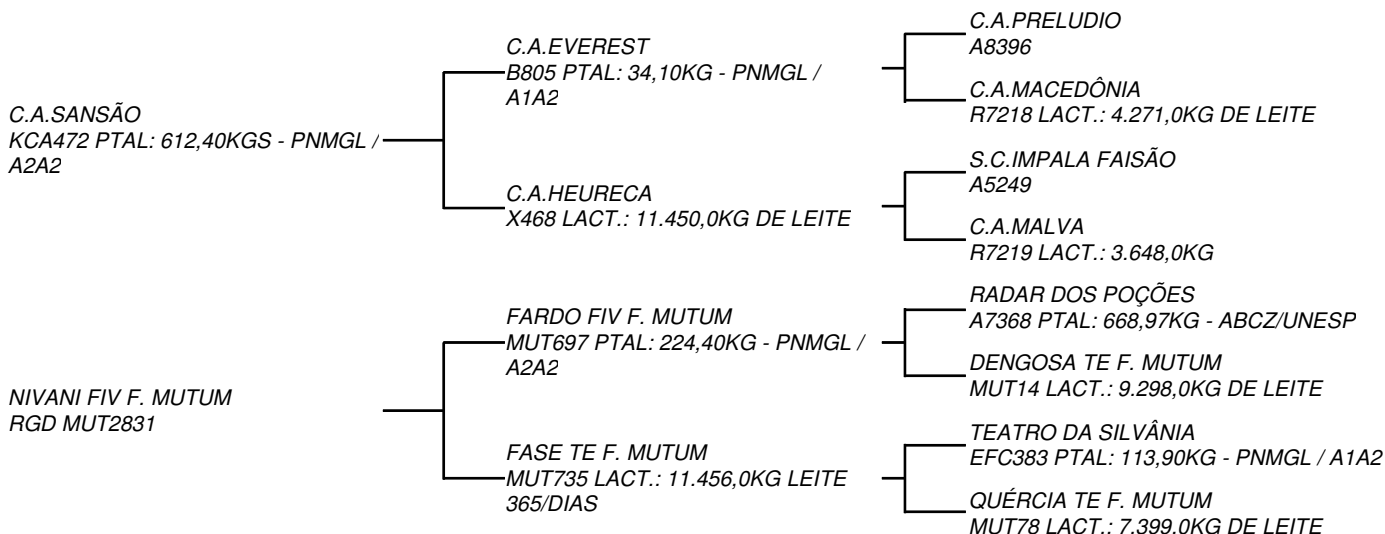 C.A.SANSÃO
KCA472 PTAL: 612,40KGS - PNMGL /
A2A2
NIVANI FIV F. MUTUM
RGD MUT2831
C.A.EVEREST
B805 PTAL: 34,10KG - PNMGL /
A1A2
C.A.HEURECA
X468 LACT.: 11.450,0KG DE LEITE
FARDO FIV F. MUTUM
MUT697 PTAL: 224,40KG - PNMGL /
A2A2
FASE TE F. MUTUM
MUT735 LACT.: 11.456,0KG LEITE
365/DIAS
C.A.PRELUDIO
A8396
C.A.MACEDÔNIA
R7218 LACT.: 4.271,0KG DE LEITE
S.C.IMPALA FAISÃO
A5249
C.A.MALVA
R7219 LACT.: 3.648,0KG
RADAR DOS POÇÕES
A7368 PTAL: 668,97KG - ABCZ/UNESP
DENGOSA TE F. MUTUM
MUT14 LACT.: 9.298,0KG DE LEITE
TEATRO DA SILVÂNIA
EFC383 PTAL: 113,90KG - PNMGL / A1A2
QUÉRCIA TE F. MUTUM
MUT78 LACT.: 7.399,0KG DE LEITE